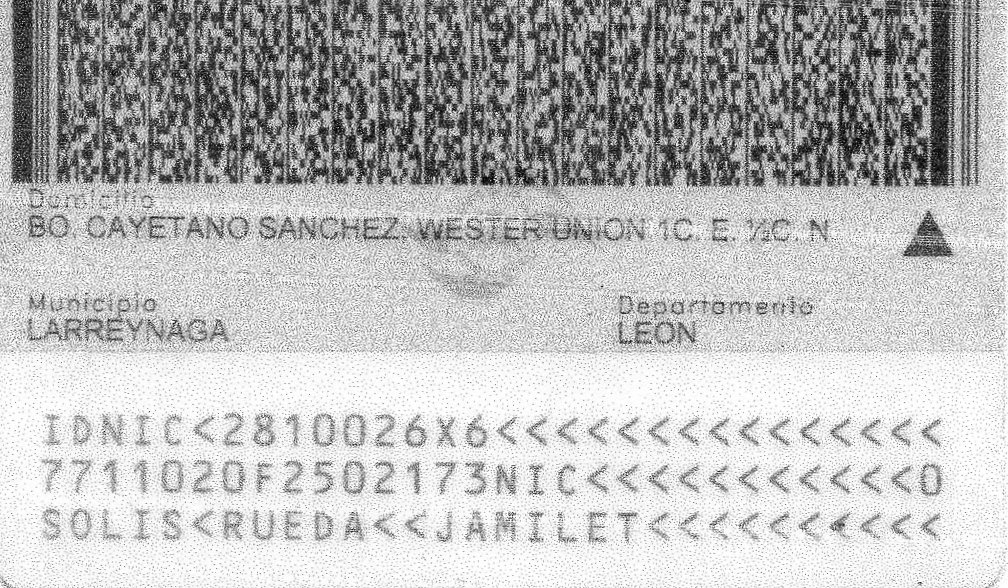 Domicilio
BO. CAYETANO SANCHEZ. WESTER UNION 1C. E. ½C. N
Municipio
Departamento
LARREYNAGA
LEON
IDNIC<2810026X6<<<<<<<<<<<<<<<
7711020F2502173NIC<<<<<<<<<<<0
SOLIS<RUEDA<<JAMILET<<<<<<<<<<